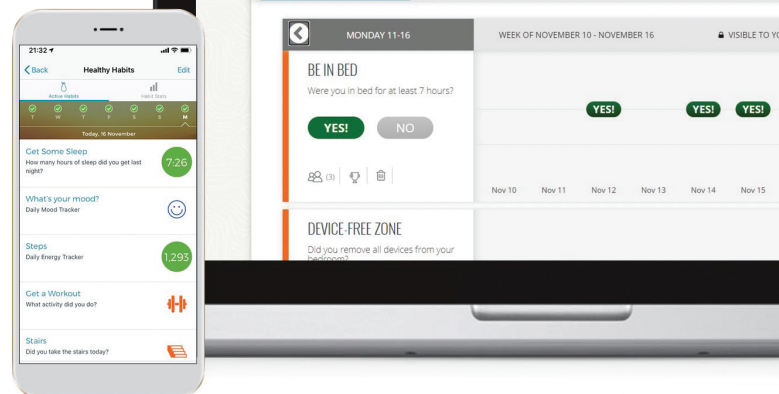 21:32
Back
Healthy Habits
Edit
Active Habits
Habit Stats
T W T F S S M
Today, 16 November
Get Some Sleep
How many hours of sleep did you get last
night?
7:26
What's your mood?
Daily Mood Tracker
Steps
Daily Energy Tracker
1,293
Get a Workout
What activity did you do?
Stairs
Did you take the stairs today?
MONDAY 11-16
WEEK OF NOVEMBER 10 - NOVEMBER 16
VISIBLE TO YO
BE IN BED
Were you in bed for at least 7 hours?
YES!
NO
(3)
YES!
YES!
YES!
Nov 10
Nov 11
Nov 12
Nov 13
Nov 14
Nov 15
DEVICE-FREE ZONE
Did you remove all devices from your
bedroom?